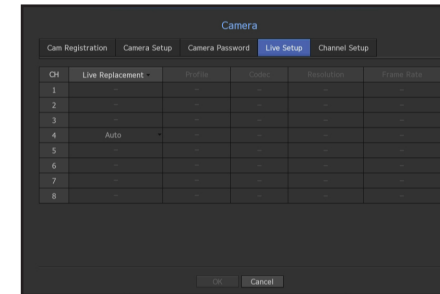 Camera
Cam Registration Camera Setup Camera Password Live Setup Channel Setup
CH Live Replacement Profile Codec Resolution Frame Rate
1 -- -- -- -- --
2 -- -- -- -- --
3 -- -- -- -- --
4 Auto -- -- -- --
5 -- -- -- -- --
6 -- -- -- -- --
7 -- -- -- -- --
8 -- -- -- -- --
OK Cancel